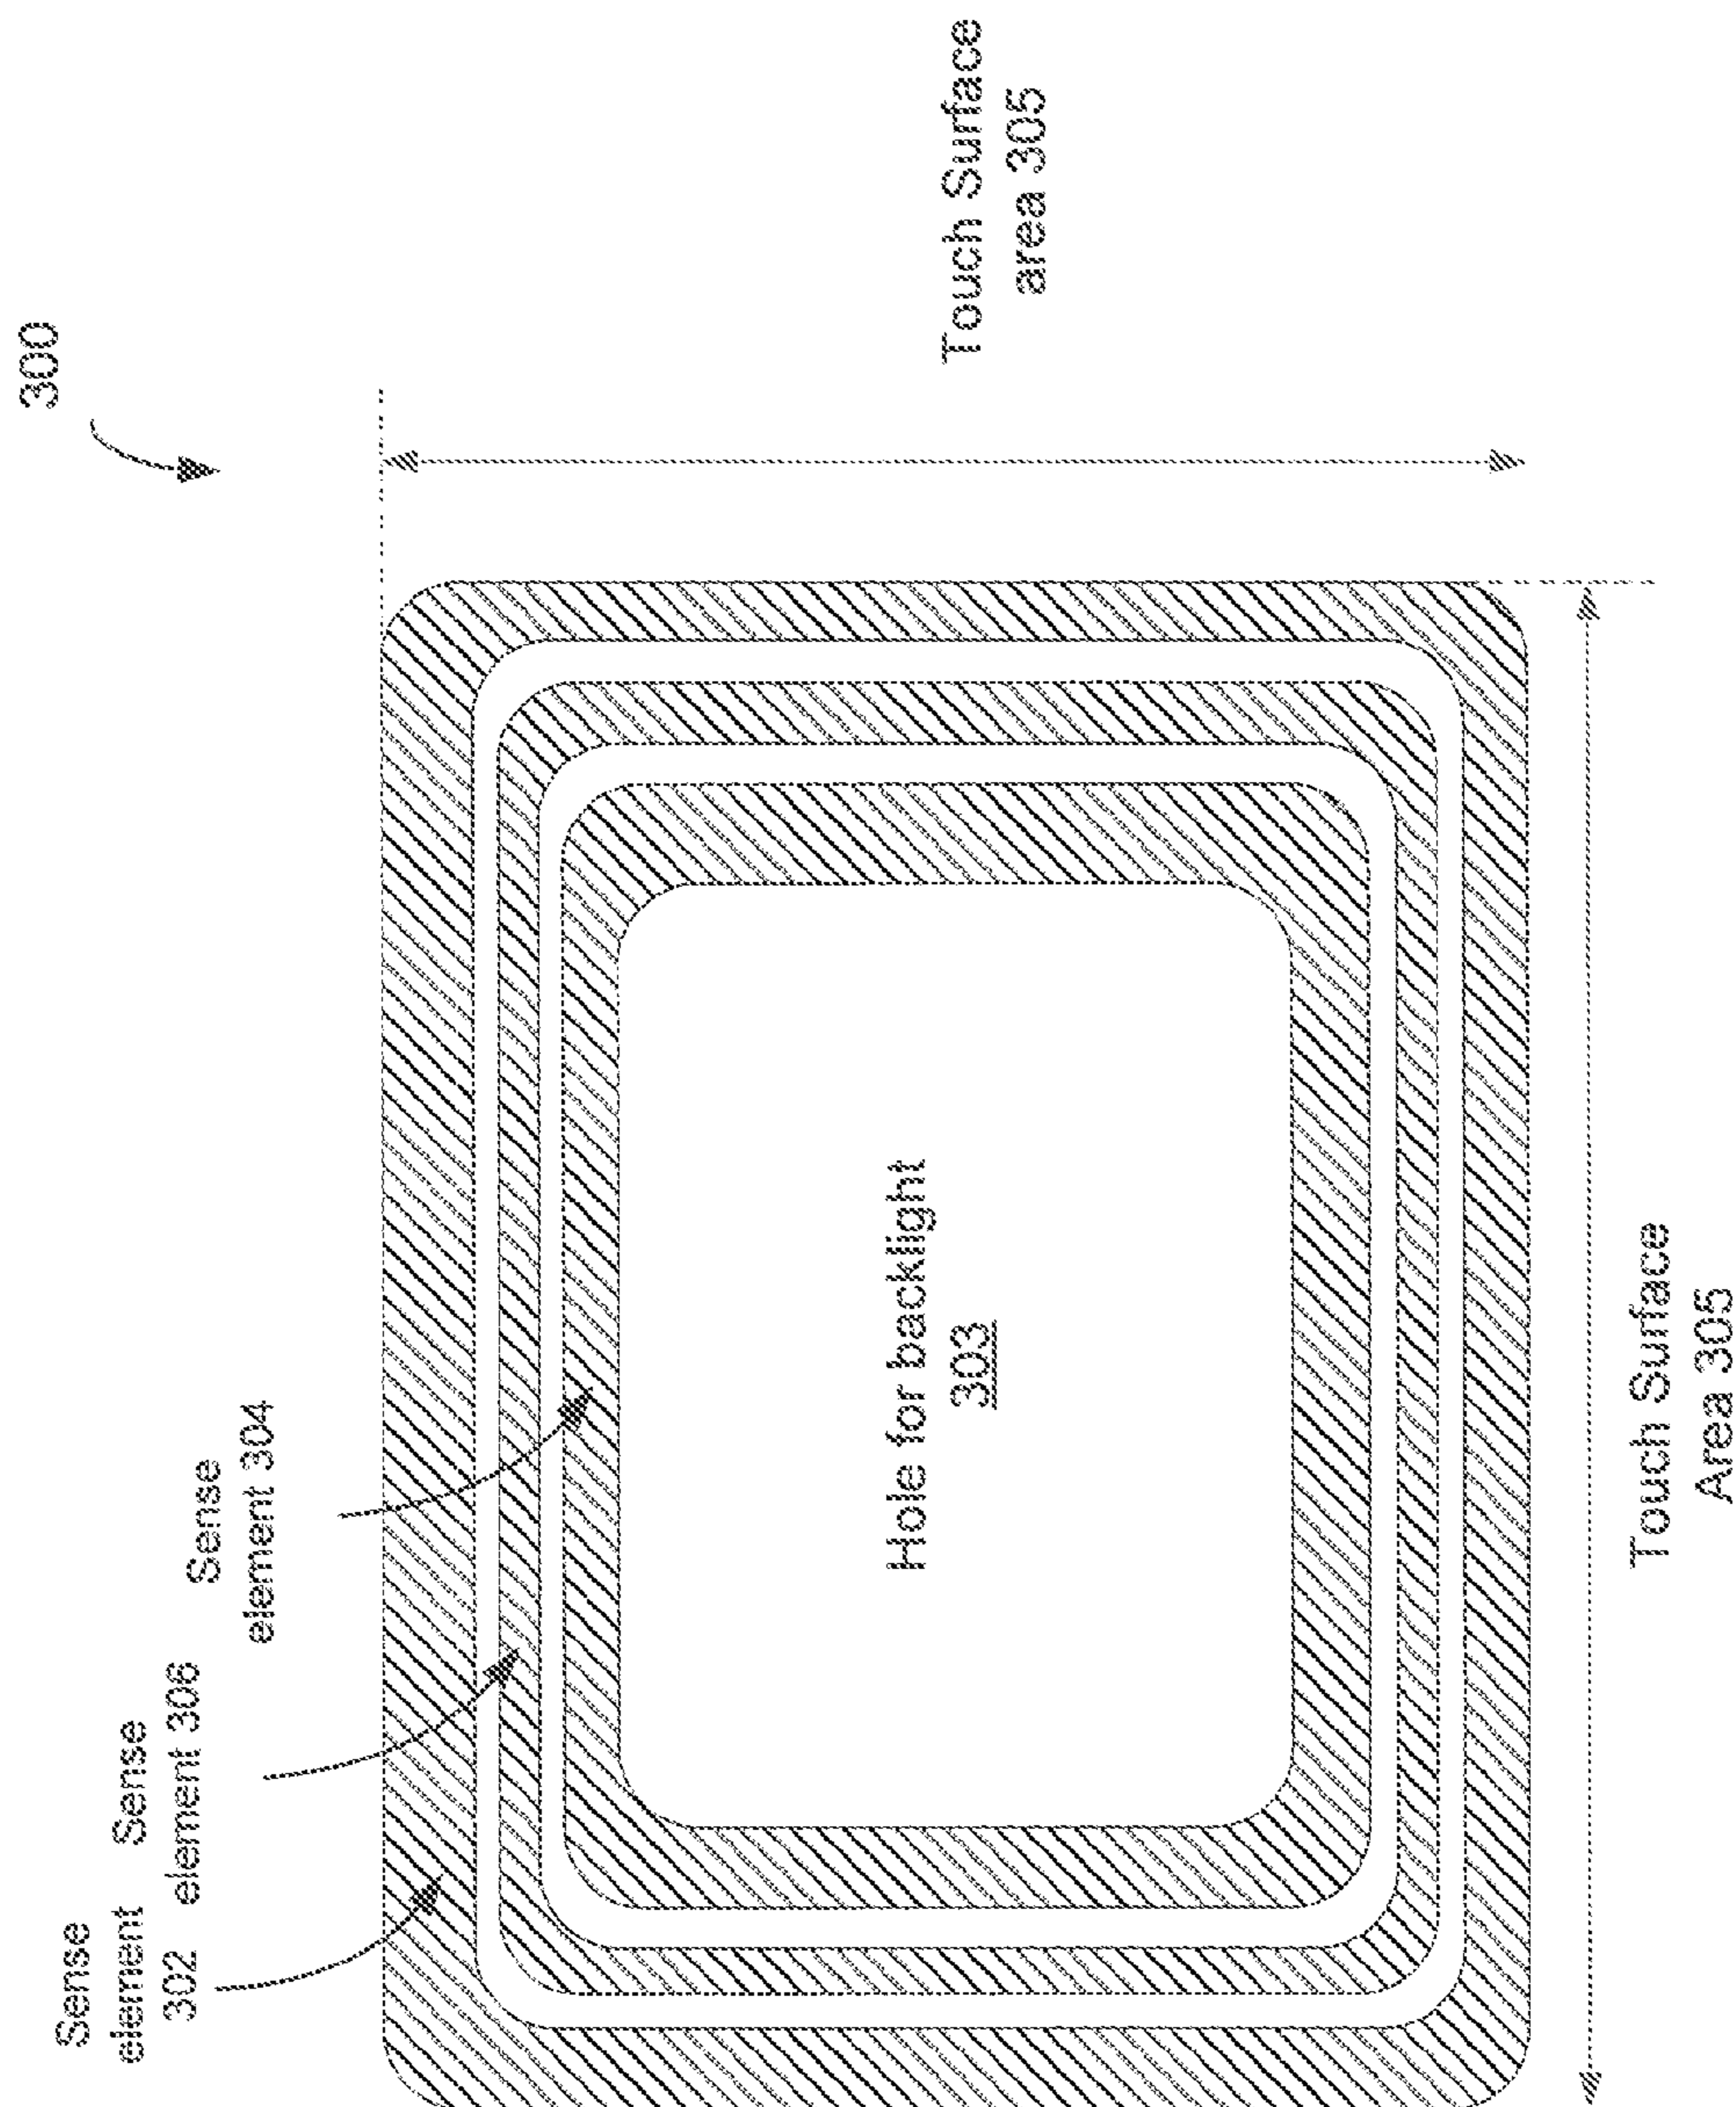 300
Sense
element
302
Sense
element 306
Sense
element 304
Hole for backlight
303
Touch Surface
area 305
Touch Surface
Area 305